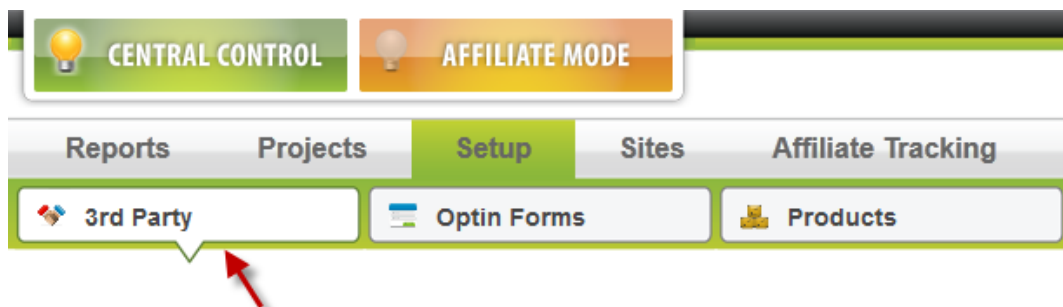 CENTRAL CONTROL AFFILIATE MODE
Reports Projects Setup Sites Affiliate Tracking
3rd Party Optin Forms Products